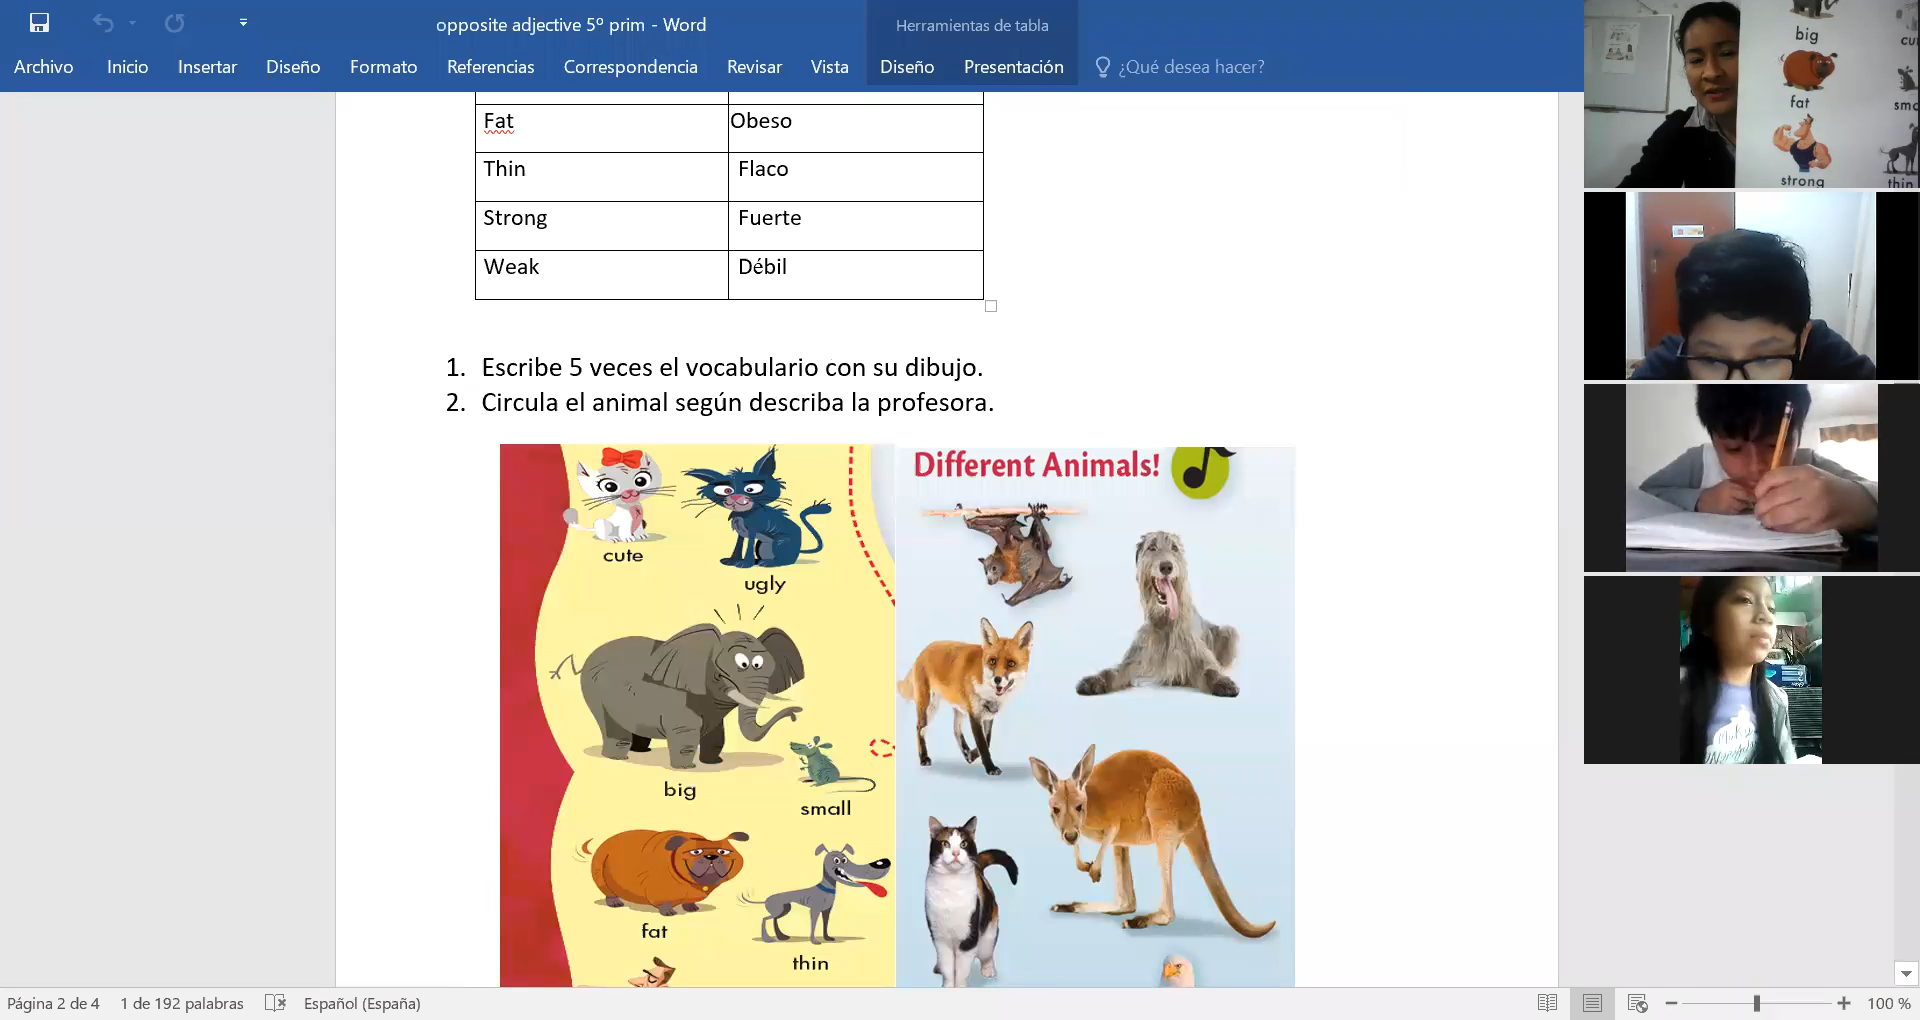 opposite adjective 5º prim - Word
Herramientas de tabla
Archivo Inicio Insertar Diseño Formato Referencias Correspondencia Revisar Vista Diseño Presentación ¿Qué desea hacer?
Fat Obeso
Thin Flaco
Strong Fuerte
Weak Débil
1. Escribe 5 veces el vocabulario con su dibujo.
2. Circula el animal según describa la profesora.
cute
ugly
big
small
fat
thin
Different Animals!
big
fat
strong
thin
Página 2 de 4 1 de 192 palabras Español (España)
100 %